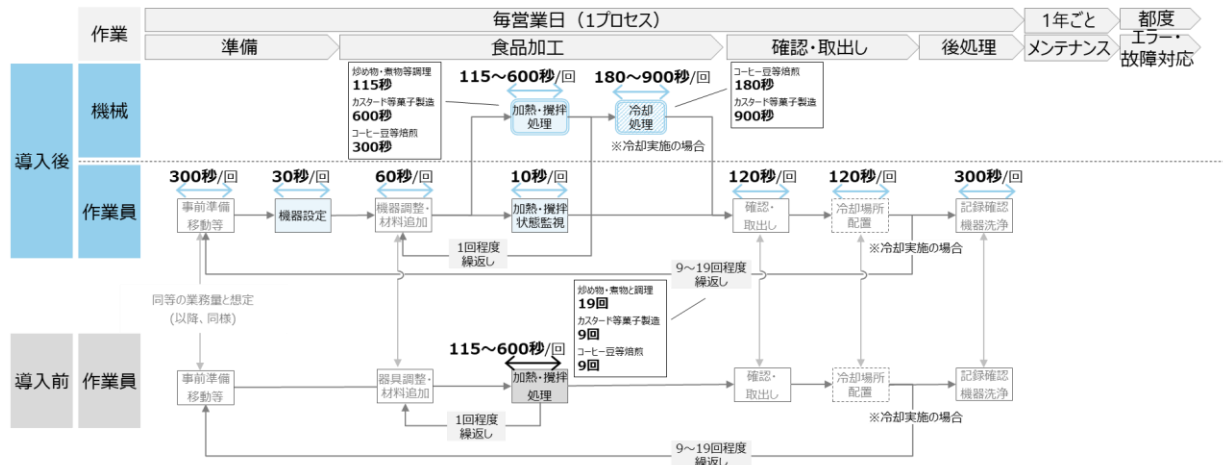 作業
毎営業日（1プロセス）
1年ごと
都度
準備
食品加工
確認・取出し
後処理
メンテナンス
エラー・
故障対応
導入後
機械
炒め物・煮物等調理
115秒
カスタード等菓子製造
600秒
コーヒー豆等焙煎
300秒
115～600秒/回
加熱・攪拌
処理
180～900秒/回
冷却
処理
※冷却実施の場合
コーヒー豆等焙煎
180秒
カスタード等菓子製造
900秒
作業員
300秒/回
事前準備
移動等
30秒/回
機器設定
60秒/回
機器調整・
材料追加
10秒/回
加熱・攪拌
状態監視
120秒/回
確認・
取出し
120秒/回
冷却場所
配置
300秒/回
記録確認
機器洗浄
※冷却実施の場合
1回程度
繰返し
9～19回程度
繰返し
同等の業務量と想定
(以降、同様)
炒め物・煮物と調理
19回
カスタード等菓子製造
9回
コーヒー豆等焙煎
9回
導入前
作業員
事前準備
移動等
器具調整・
材料追加
115～600秒/回
加熱・攪拌
処理
確認・
取出し
冷却場所
配置
記録確認
機器洗浄
※冷却実施の場合
1回程度
繰返し
9～19回程度
繰返し